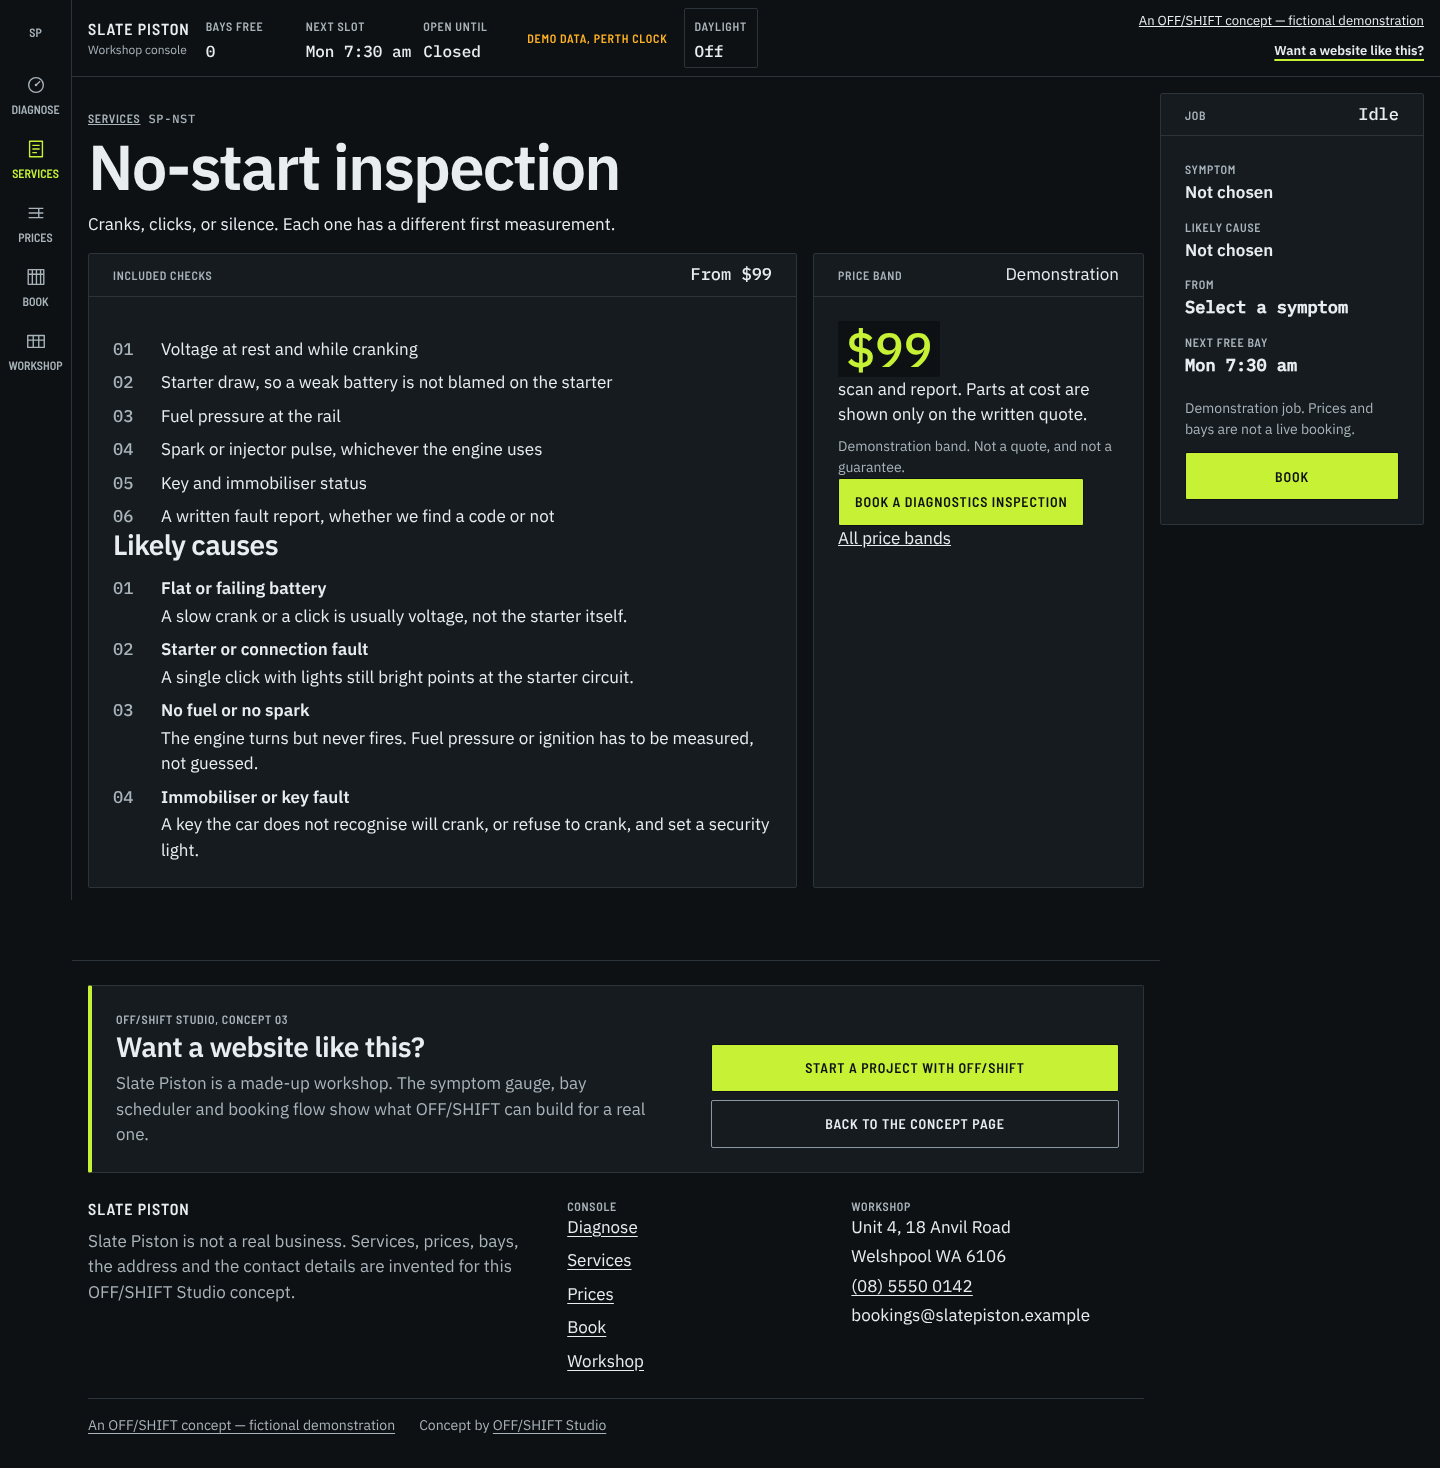 SP
DIAGNOSE
SERVICES
PRICES
BOOK
WORKSHOP
SLATE PISTON
Workshop console
BAYS FREE
0
NEXT SLOT
Mon 7:30 am
OPEN UNTIL
Closed
DEMO DATA, PERTH CLOCK
DAYLIGHT
Off
An OFF/SHIFT concept — fictional demonstration
Want a website like this?
SERVICES SP-NST
No-start inspection
Cranks, clicks, or silence. Each one has a different first measurement.
INCLUDED CHECKS
From $99
01 Voltage at rest and while cranking
02 Starter draw, so a weak battery is not blamed on the starter
03 Fuel pressure at the rail
04 Spark or injector pulse, whichever the engine uses
05 Key and immobiliser status
06 A written fault report, whether we find a code or not
Likely causes
01 Flat or failing battery
A slow crank or a click is usually voltage, not the starter itself.
02 Starter or connection fault
A single click with lights still bright points at the starter circuit.
03 No fuel or no spark
The engine turns but never fires. Fuel pressure or ignition has to be measured,
not guessed.
04 Immobiliser or key fault
A key the car does not recognise will crank, or refuse to crank, and set a security
light.
PRICE BAND
Demonstration
$99
scan and report. Parts at cost are
shown only on the written quote.
Demonstration band. Not a quote, and not a
guarantee.
BOOK A DIAGNOSTICS INSPECTION
All price bands
JOB
Idle
SYMPTOM
Not chosen
LIKELY CAUSE
Not chosen
FROM
Select a symptom
NEXT FREE BAY
Mon 7:30 am
Demonstration job. Prices and
bays are not a live booking.
BOOK
OFF/SHIFT STUDIO, CONCEPT 03
Want a website like this?
Slate Piston is a made-up workshop. The symptom gauge, bay
scheduler and booking flow show what OFF/SHIFT can build for a real
one.
START A PROJECT WITH OFF/SHIFT
BACK TO THE CONCEPT PAGE
SLATE PISTON
Slate Piston is not a real business. Services, prices, bays,
the address and the contact details are invented for this
OFF/SHIFT Studio concept.
CONSOLE
Diagnose
Services
Prices
Book
Workshop
WORKSHOP
Unit 4, 18 Anvil Road
Welshpool WA 6106
(08) 5550 0142
bookings@slatepiston.example
An OFF/SHIFT concept — fictional demonstration
Concept by OFF/SHIFT Studio